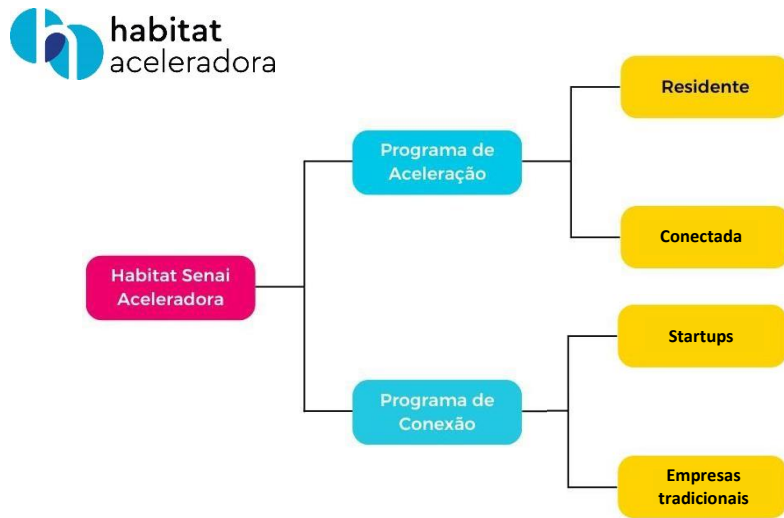 habitat
aceleradora
Residente
Programa de
Aceleração
Conectada
Habitat Senai
Aceleradora
Startups
Programa de
Conexão
Empresas
tradicionais